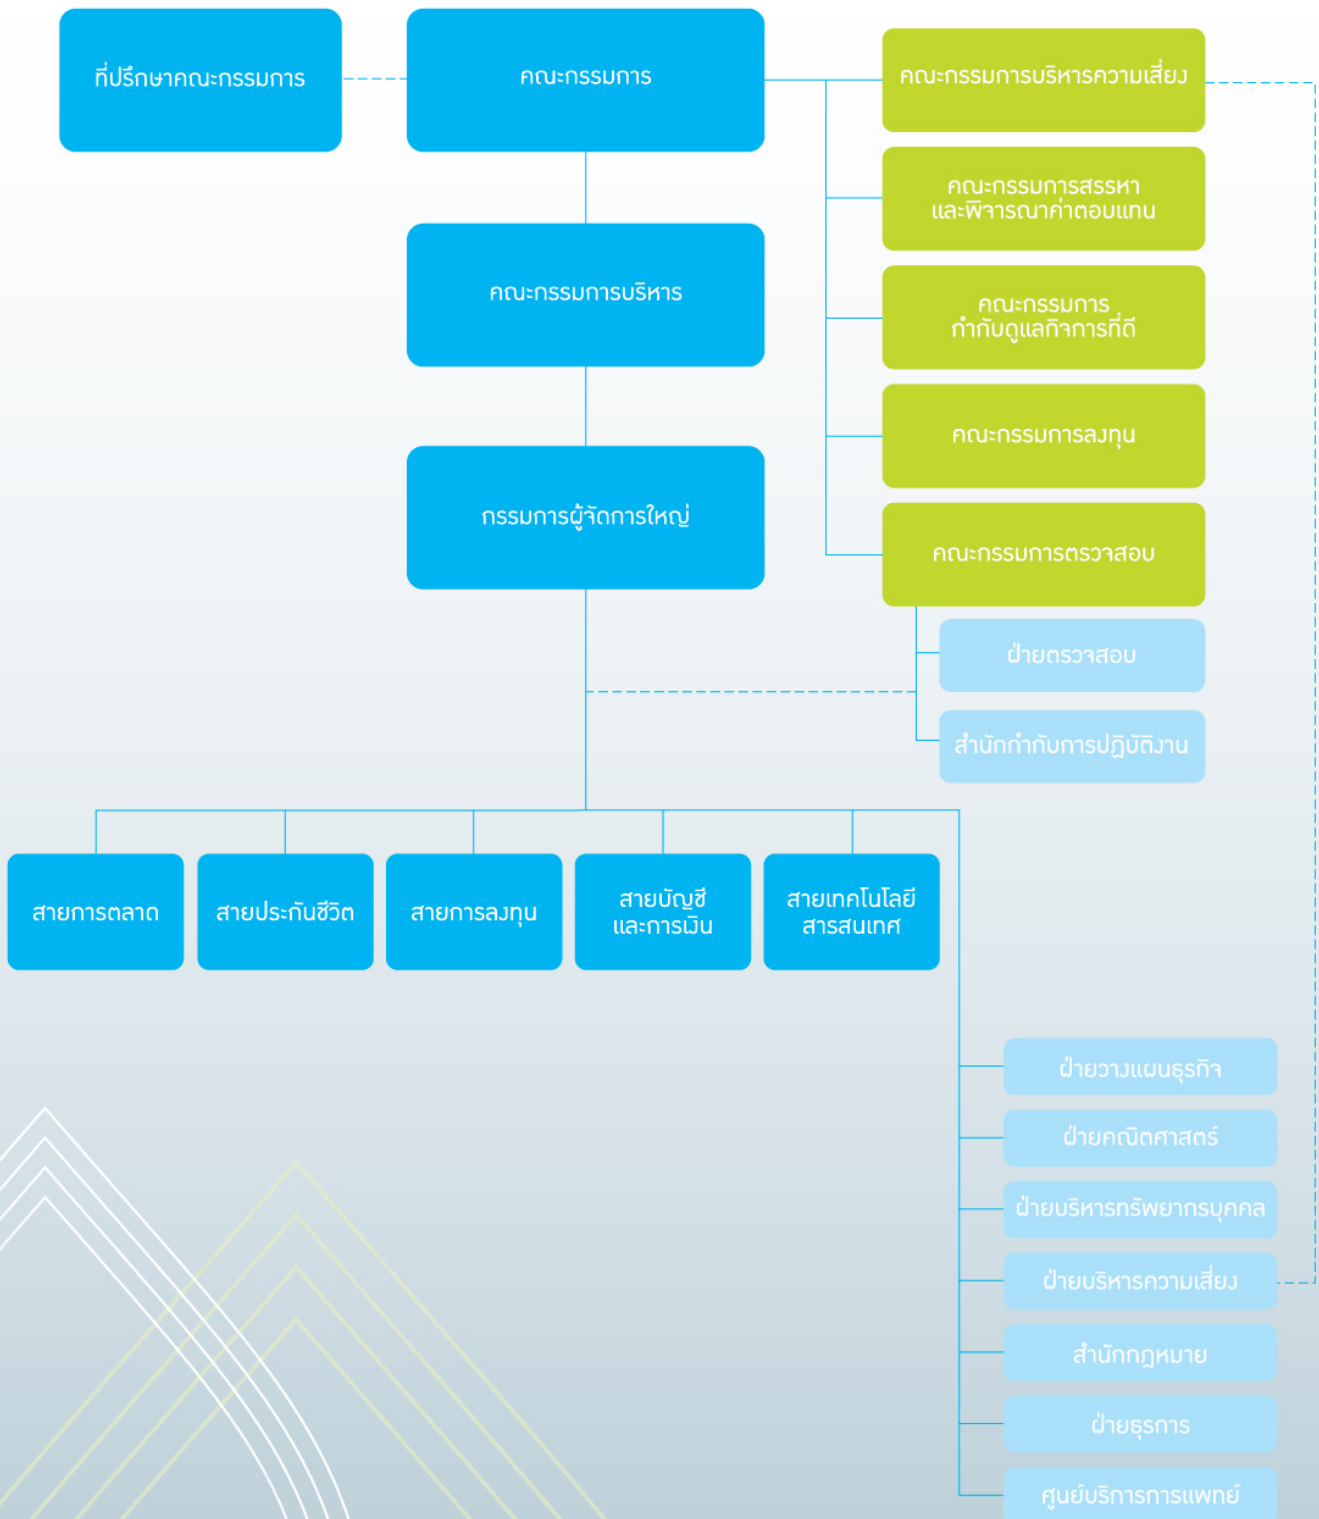 ที่ปรึกษาคณะกรรมการ
คณะกรรมการ
คณะกรรมการบริหารความเสี่ยง
คณะกรรมการสรรหา
และพิจารณาค่าตอบแทน
คณะกรรมการบริหาร
คณะกรรมการ
กำกับดูแลกิจการที่ดี
คณะกรรมการลงทุน
กรรมการผู้จัดการใหญ่
คณะกรรมการตรวจสอบ
ฝ่ายตรวจสอบ
สำนักกำกับการปฏิบัติงาน
สายการตลาด
สายประกันชีวิต
สายการลงทุน
สายบัญชี
และการเงิน
สายเทคโนโลยี
สารสนเทศ
ฝ่ายวางแผนธุรกิจ
ฝ่ายคณิตศาสตร์
ฝ่ายบริหารทรัพยากรบุคคล
ฝ่ายบริหารความเสี่ยง
สำนักกฎหมาย
ฝ่ายธุรการ
ศูนย์บริการการแพทย์